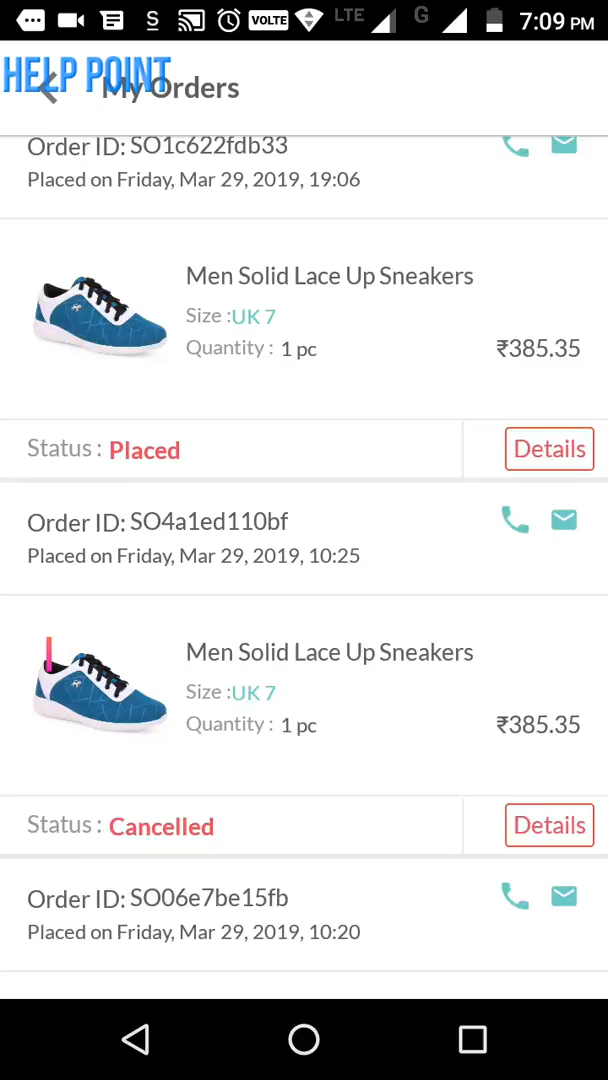 S VOLTE LTE G 7:09 PM
HELP POINT
My Orders
Order ID: SO1c622fdb33
Placed on Friday, Mar 29, 2019, 19:06
Men Solid Lace Up Sneakers
Size :UK 7
Quantity : 1 pc ₹385.35
Status : Placed Details
Order ID: SO4a1ed110bf
Placed on Friday, Mar 29, 2019, 10:25
Men Solid Lace Up Sneakers
Size :UK 7
Quantity : 1 pc ₹385.35
Status : Cancelled Details
Order ID: SO06e7be15fb
Placed on Friday, Mar 29, 2019, 10:20